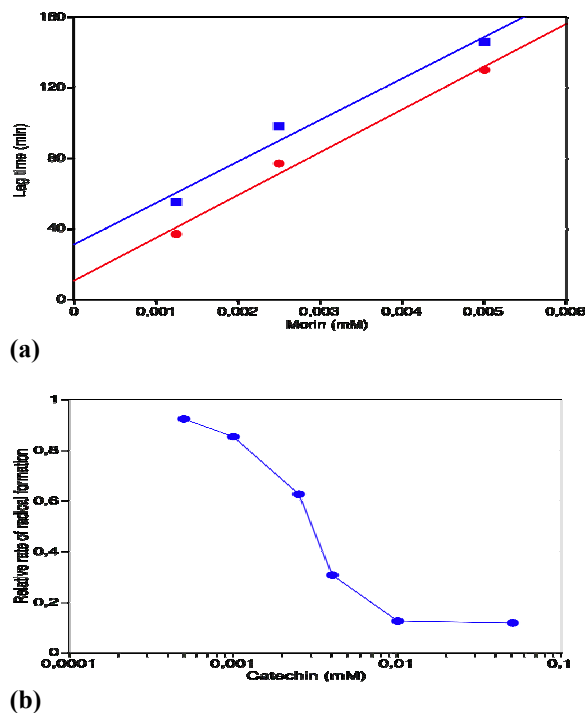 160
120
80
40
0
Lag time (min)
0 0,001 0,002 0,003 0,004 0,005 0,006
Morin (mM)
(a)
1
0,8
0,6
0,4
0,2
0
Relative rate of radical formation
0,0001 0,001 0,01 0,1
Catechin (mM)
(b)